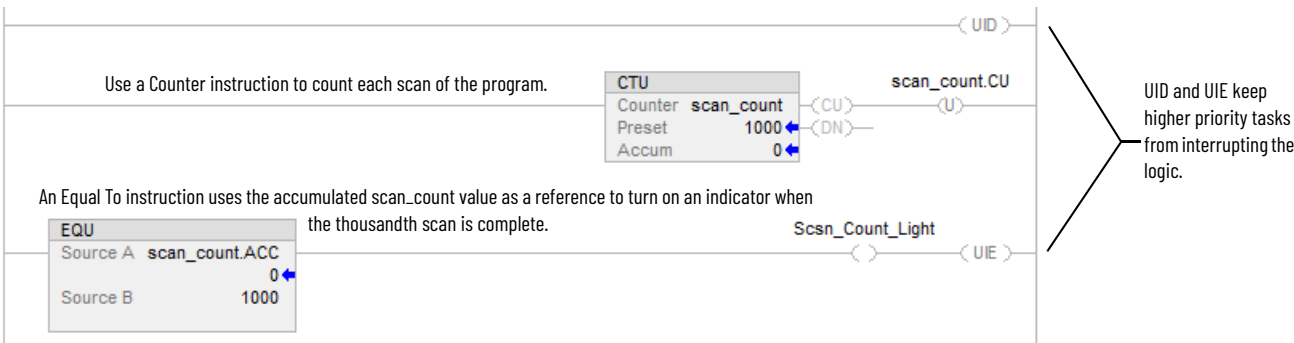 UID
Use a Counter instruction to count each scan of the program.
CTU
Counter scan_count
Preset 1000
Accum 0
CU
DN
scan_count.CU
U
UID and UIE keep
higher priority tasks
from interrupting the
logic.
An Equal To instruction uses the accumulated scan_count value as a reference to turn on an indicator when
the thousandth scan is complete.
EQU
Source A scan_count.ACC
0
Source B 1000
Scsn_Count_Light
UIE